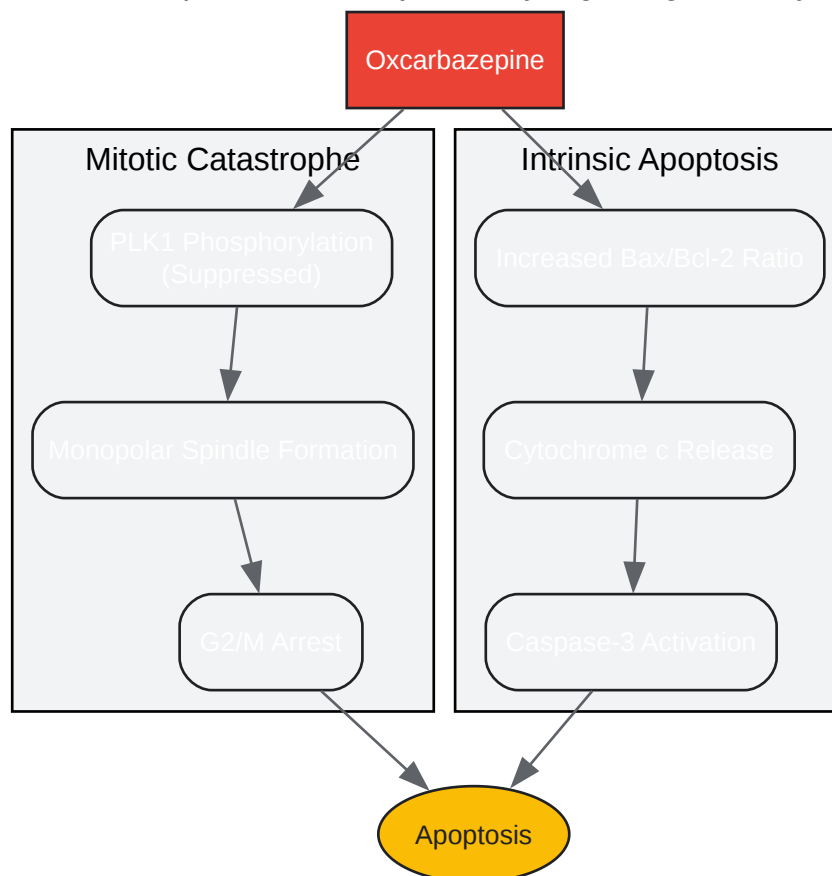 Oxcarbazepine
Mitotic Catastrophe
Intrinsic Apoptosis
PLK1 Phosphorylation
(Suppressed)
Increased Bax/Bcl-2 Ratio
Monopolar Spindle Formation
Cytochrome c Release
G2/M Arrest
Caspase-3 Activation
Apoptosis